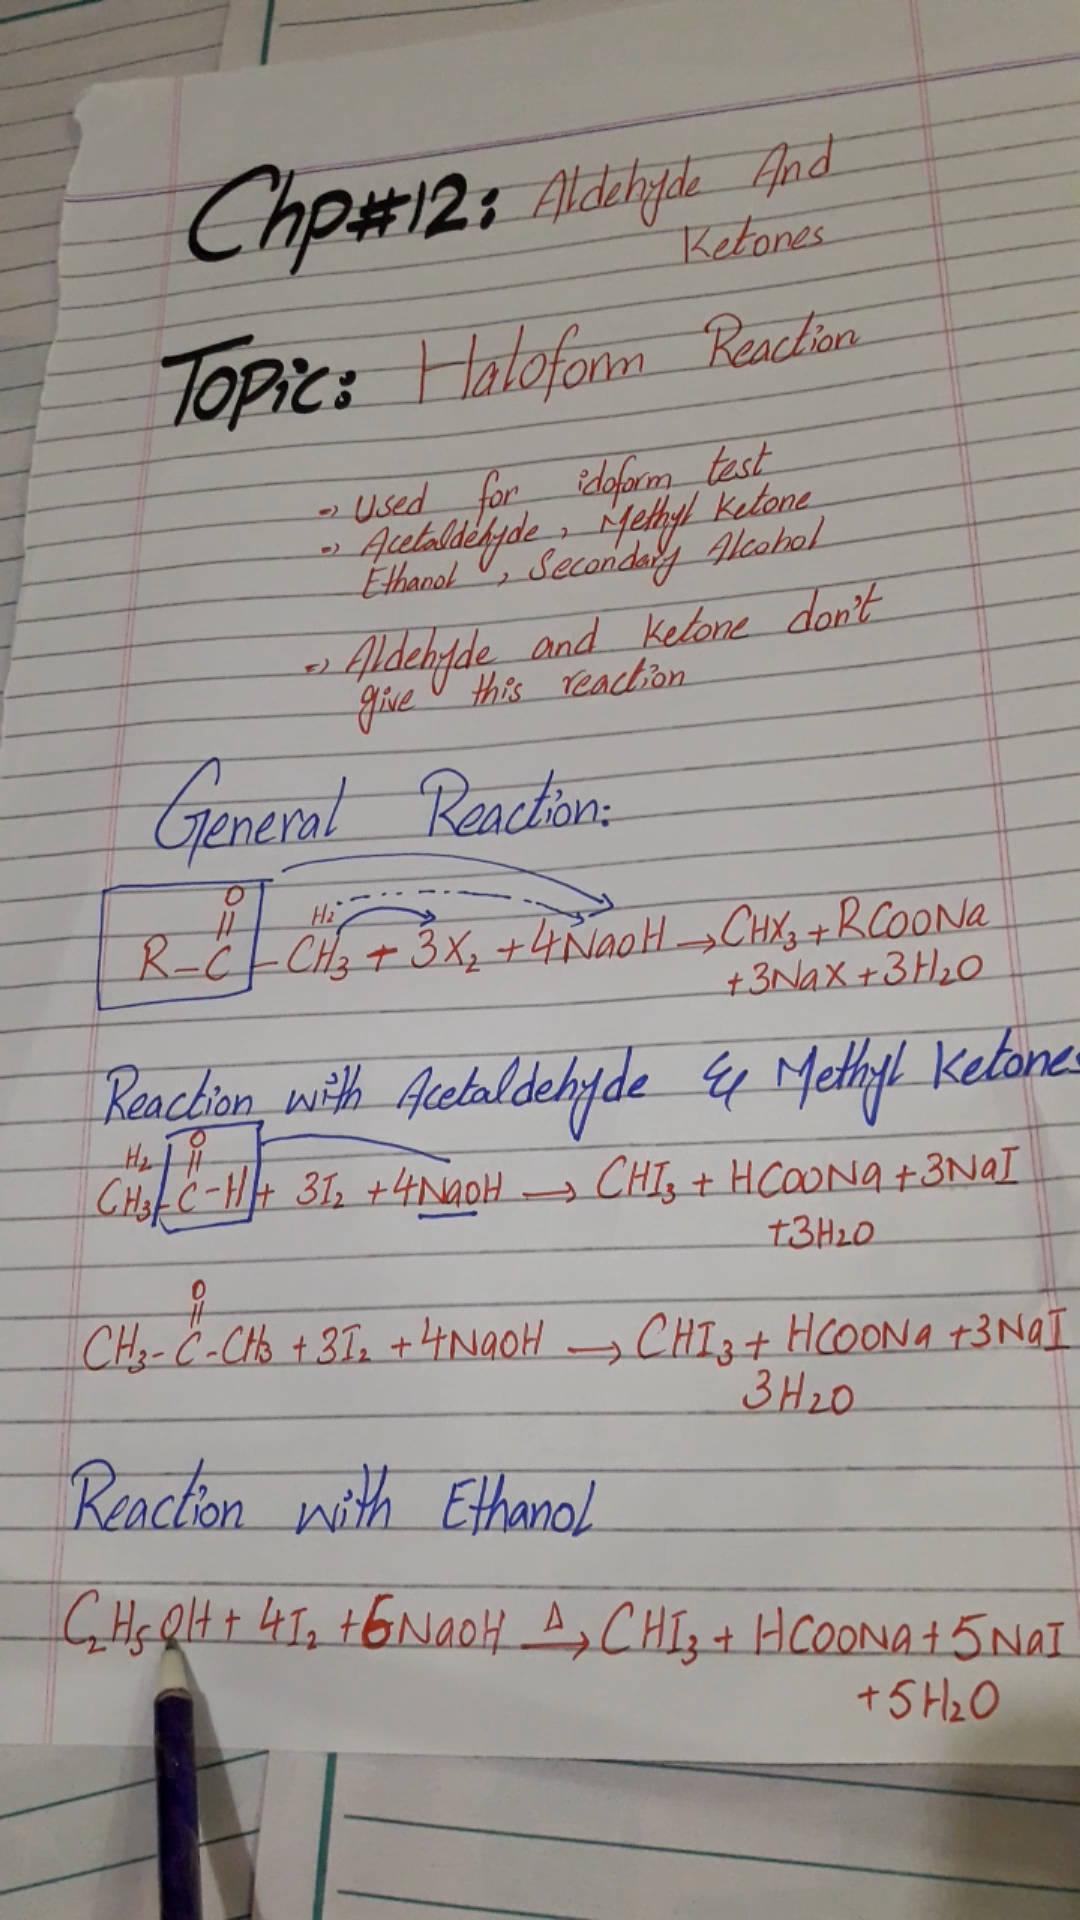 Chp#12: Aldehyde And
Ketones
Topic: Haloform Reaction
=> Used for idoform test
=> Acetaldehyde, Methyl Ketone
Ethanol, Secondary Alcohol
=> Aldehyde and Ketone don't
give this reaction
General Reaction:
O
||
H₂
R-C-CH₃ + 3X₂ + 4NaOH → CHX₃ + RCOONa
+3NaX + 3H₂O
Reaction with Acetaldehyde & Methyl Ketones
H₂ O
||
CH₃-C-H + 3I₂ + 4NaOH → CHI₃ + HCOONa + 3NaI
+3H₂O
O
||
CH₃-C-CH₃ + 3I₂ + 4NaOH → CHI₃ + HCOONa + 3NaI
3H₂O
Reaction with Ethanol
C₂H₅OH + 4I₂ + 6NaOH Δ→ CHI₃ + HCOONa + 5NaI
+5H₂O